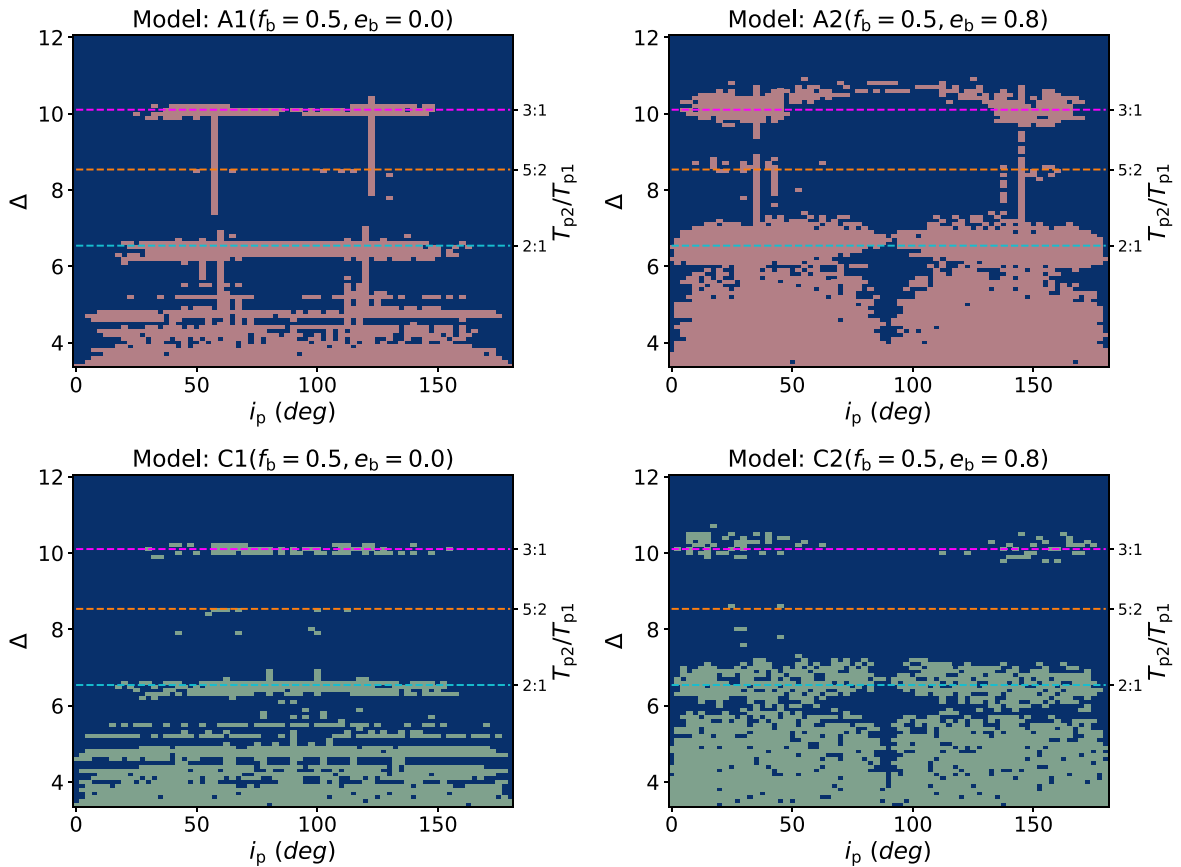 Model: A1(f_b = 0.5, e_b = 0.0)
12
10
8
6
4
Δ
3:1
5:2
2:1
T_p2/T_p1
0 50 100 150
i_p (deg)
Model: A2(f_b = 0.5, e_b = 0.8)
12
10
8
6
4
Δ
3:1
5:2
2:1
T_p2/T_p1
0 50 100 150
i_p (deg)
Model: C1(f_b = 0.5, e_b = 0.0)
12
10
8
6
4
Δ
3:1
5:2
2:1
T_p2/T_p1
0 50 100 150
i_p (deg)
Model: C2(f_b = 0.5, e_b = 0.8)
12
10
8
6
4
Δ
3:1
5:2
2:1
T_p2/T_p1
0 50 100 150
i_p (deg)